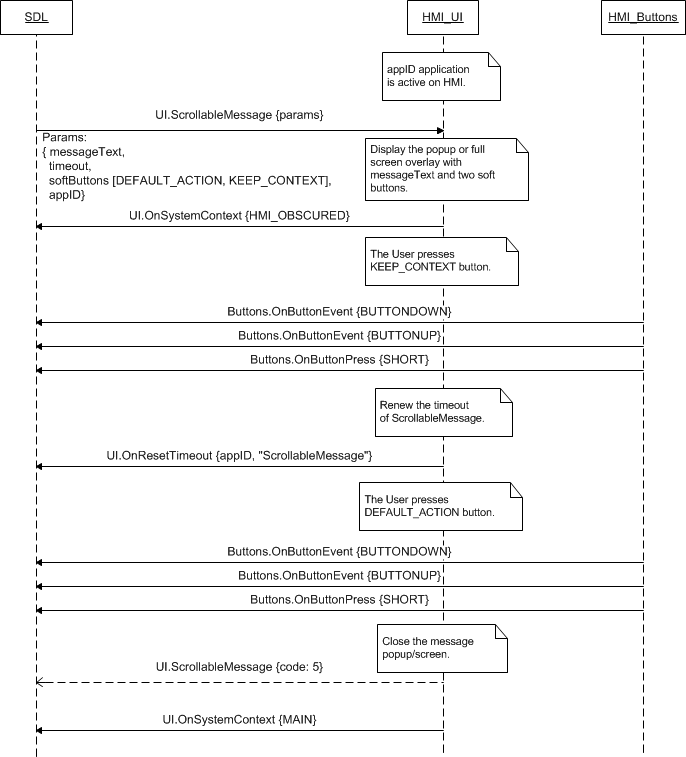 SDL
HMI_UI
HMI_Buttons
appID application
is active on HMI.
UI.ScrollableMessage {params}
Params:
{ messageText,
timeout,
softButtons [DEFAULT_ACTION, KEEP_CONTEXT],
appID}
Display the popup or full
screen overlay with
messageText and two soft
buttons.
UI.OnSystemContext {HMI_OBSCURED}
The User presses
KEEP_CONTEXT button.
Buttons.OnButtonEvent {BUTTONDOWN}
Buttons.OnButtonEvent {BUTTONUP}
Buttons.OnButtonPress {SHORT}
Renew the timeout
of ScrollableMessage.
UI.OnResetTimeout {appID, "ScrollableMessage"}
The User presses
DEFAULT_ACTION button.
Buttons.OnButtonEvent {BUTTONDOWN}
Buttons.OnButtonEvent {BUTTONUP}
Buttons.OnButtonPress {SHORT}
Close the message
popup/screen.
UI.ScrollableMessage {code: 5}
UI.OnSystemContext {MAIN}